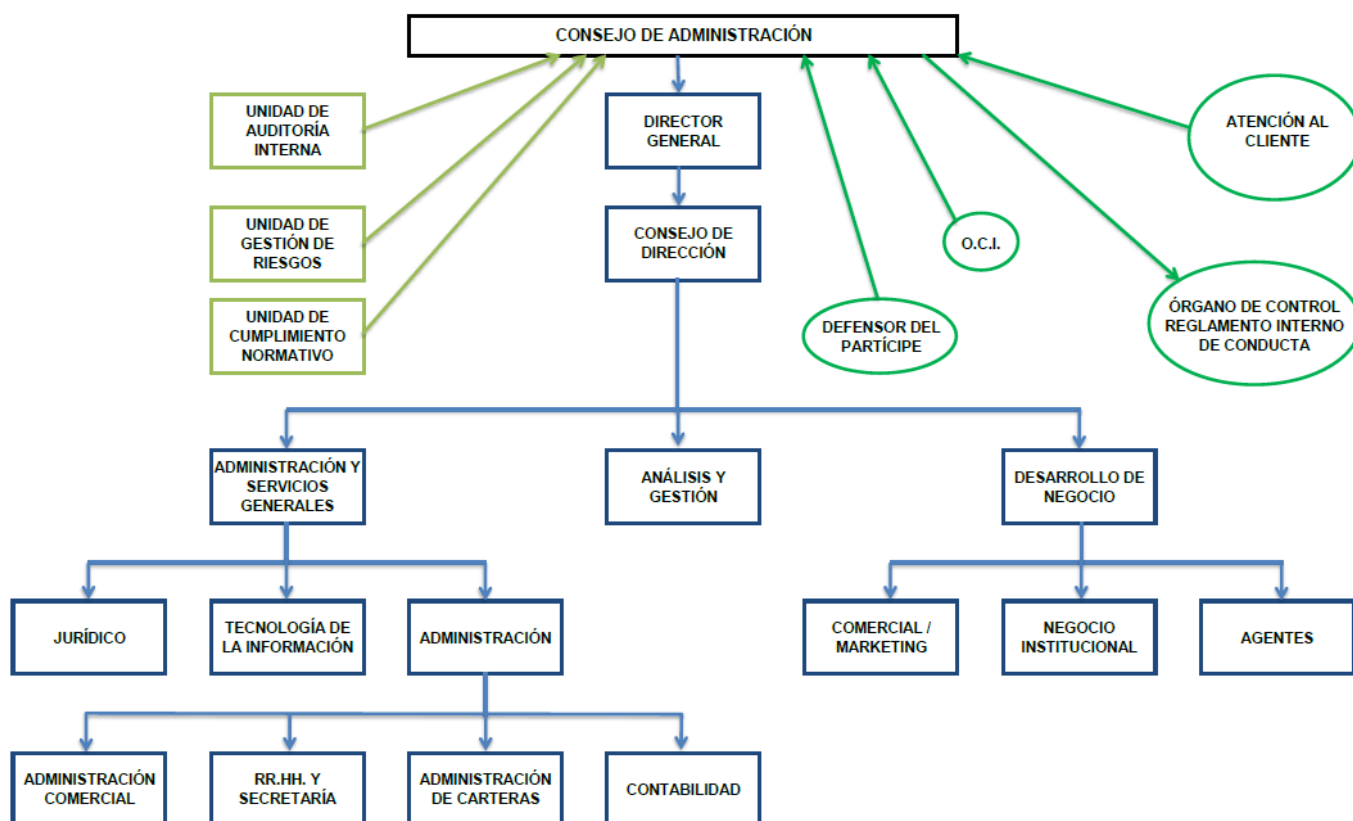 CONSEJO DE ADMINISTRACIÓN
UNIDAD DE
AUDITORÍA
INTERNA
DIRECTOR
GENERAL
ATENCIÓN AL
CLIENTE
UNIDAD DE
GESTIÓN DE
RIESGOS
CONSEJO DE
DIRECCIÓN
O.C.I.
UNIDAD DE
CUMPLIMIENTO
NORMATIVO
DEFENSOR DEL
PARTÍCIPE
ÓRGANO DE CONTROL
REGLAMENTO INTERNO
DE CONDUCTA
ADMINISTRACIÓN Y
SERVICIOS
GENERALES
ANÁLISIS Y
GESTIÓN
DESARROLLO DE
NEGOCIO
JURÍDICO
TECNOLOGÍA DE
LA INFORMACIÓN
ADMINISTRACIÓN
COMERCIAL /
MARKETING
NEGOCIO
INSTITUCIONAL
AGENTES
ADMINISTRACIÓN
COMERCIAL
RR.HH. Y
SECRETARÍA
ADMINISTRACIÓN
DE CARTERAS
CONTABILIDAD